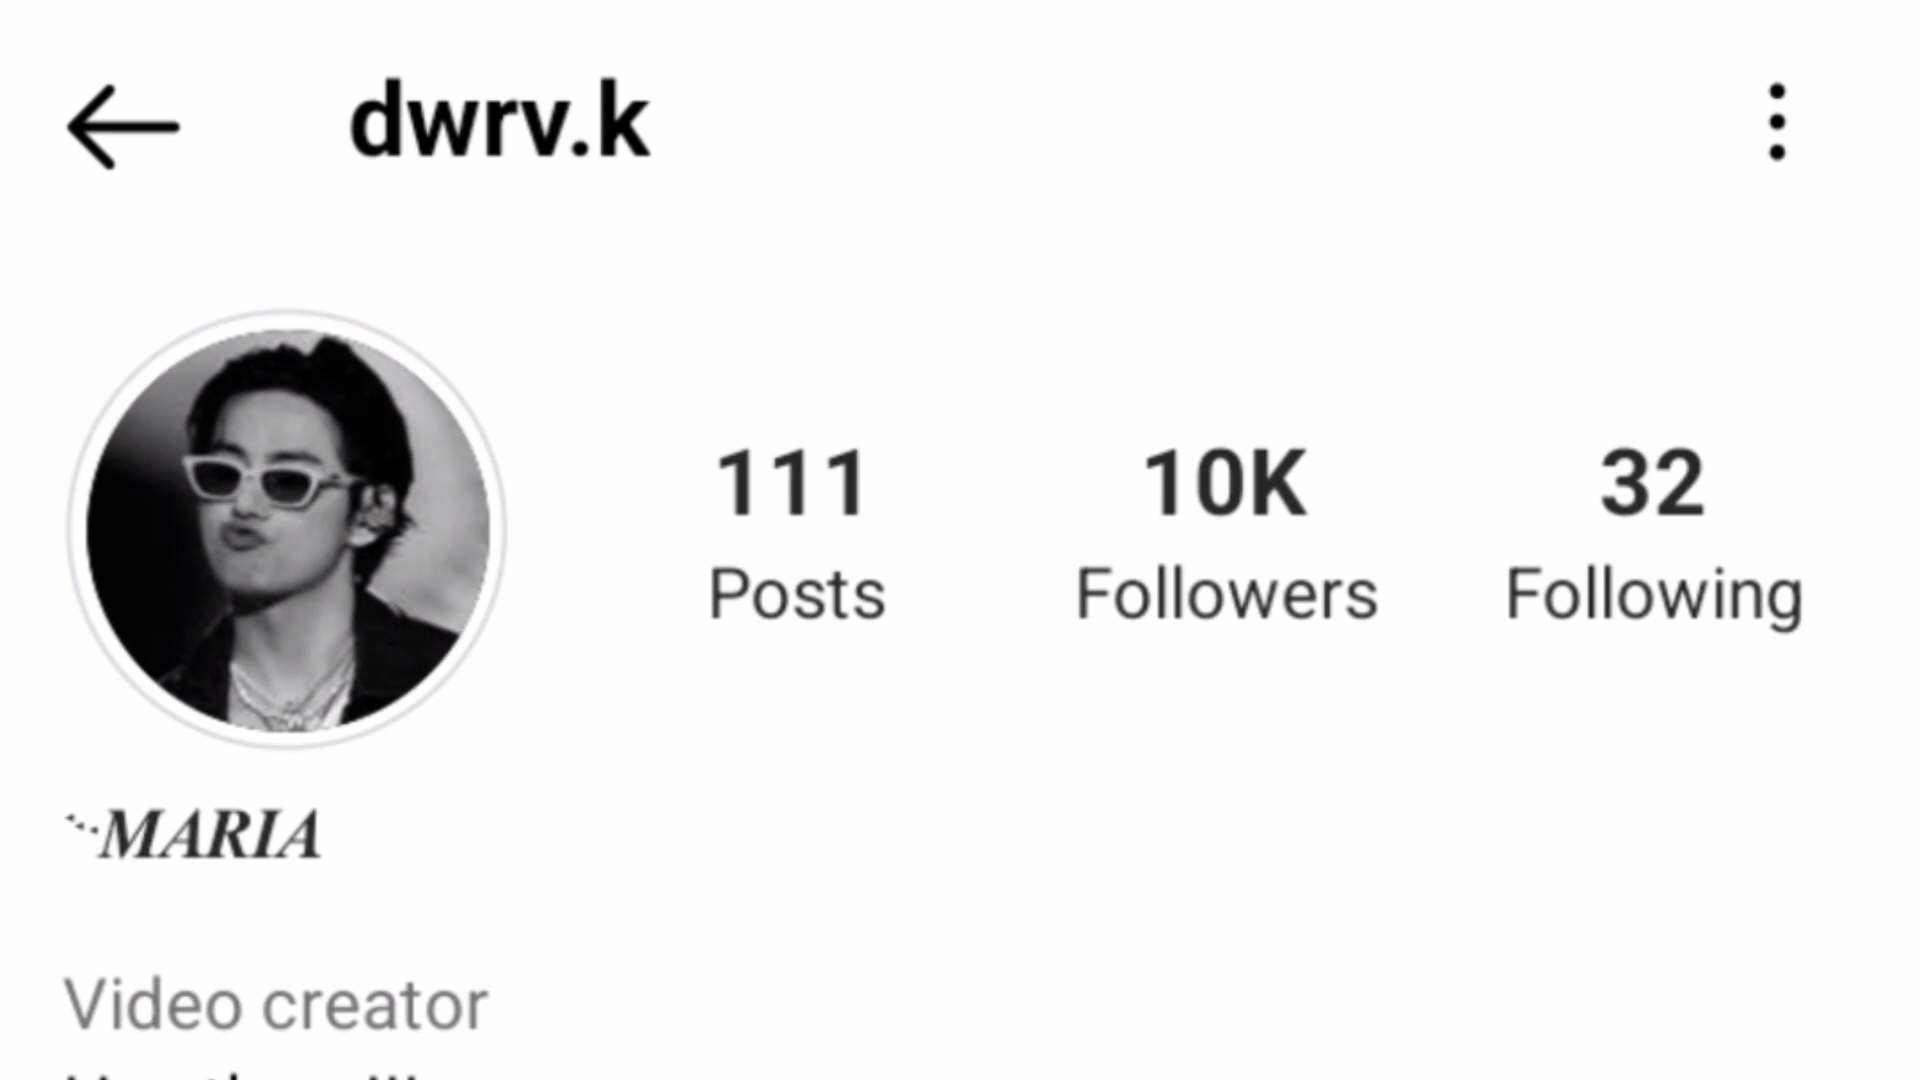 dwrv.k
111 10K 32
Posts Followers Following
MARIA
Video creator